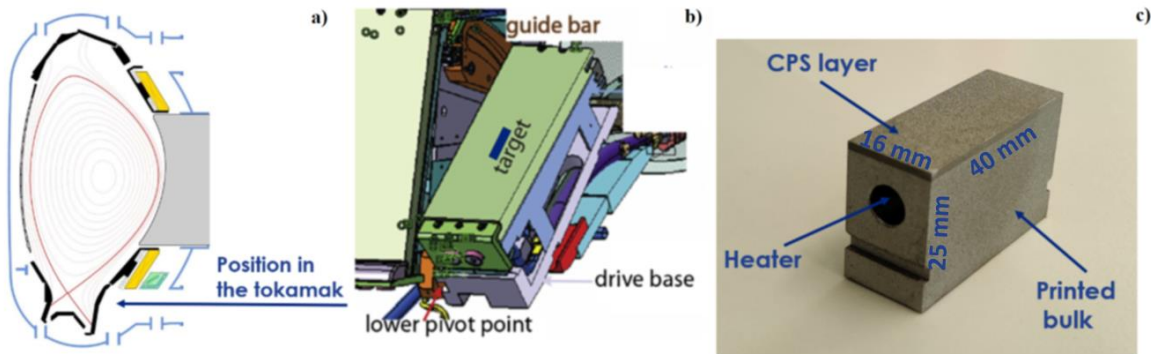 a)
Position in
the tokamak
b)
guide bar
target
drive base
lower pivot point
c)
CPS layer
16 mm
40 mm
25 mm
Heater
Printed
bulk